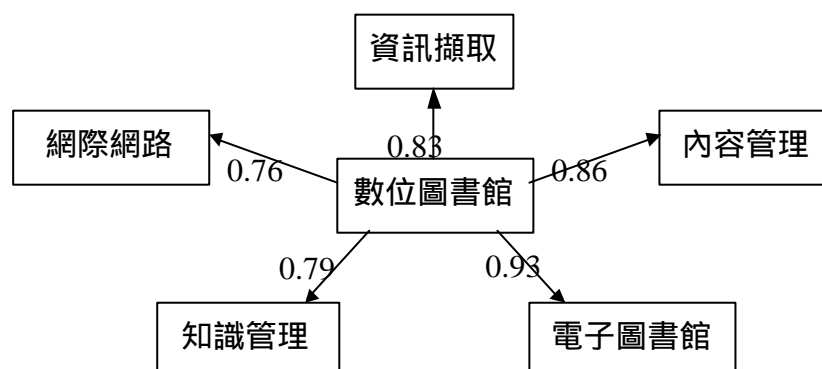 資訊擷取
網際網路
0.83
內容管理
0.76
數位圖書館
0.86
0.79
0.93
知識管理
電子圖書館